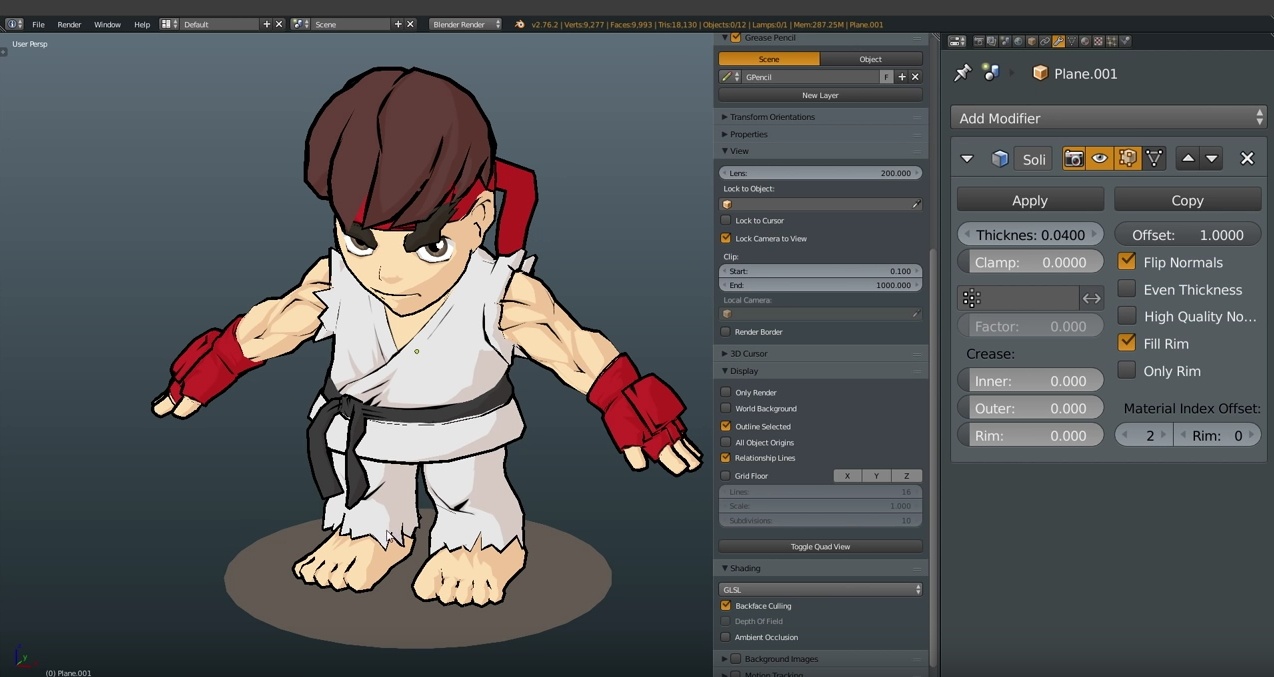 File Render Window Help Default Scene Blender Render v2.76.2 | Verts:9,277 | Faces:9,993 | Tris:18,130 | Objects:0/12 | Lamps:0/1 | Mem:287.25M | Plane.001
User Persp
(0) Plane.001
Grease Pencil
Scene Object
GPencil F
New Layer
Transform Orientations
Properties
View
Lens: 200.000
Lock to Object:
Lock to Cursor
Lock Camera to View
Clip:
Start: 0.100
End: 1000.000
Local Camera:
Render Border
3D Cursor
Display
Only Render
World Background
Outline Selected
All Object Origins
Relationship Lines
Grid Floor X Y Z
Lines: 16
Scale: 1.000
Subdivisions: 10
Toggle Quad View
Shading
GLSL
Backface Culling
Depth Of Field
Ambient Occlusion
Background Images
Motion Tracking
Plane.001
Add Modifier
Soli
Apply Copy
Thicknes: 0.0400 Offset: 1.0000
Clamp: 0.0000 Flip Normals
Even Thickness
High Quality No...
Factor: 0.000 Fill Rim
Crease:
Only Rim
Inner: 0.000
Outer: 0.000 Material Index Offset:
Rim: 0.000 2 Rim: 0